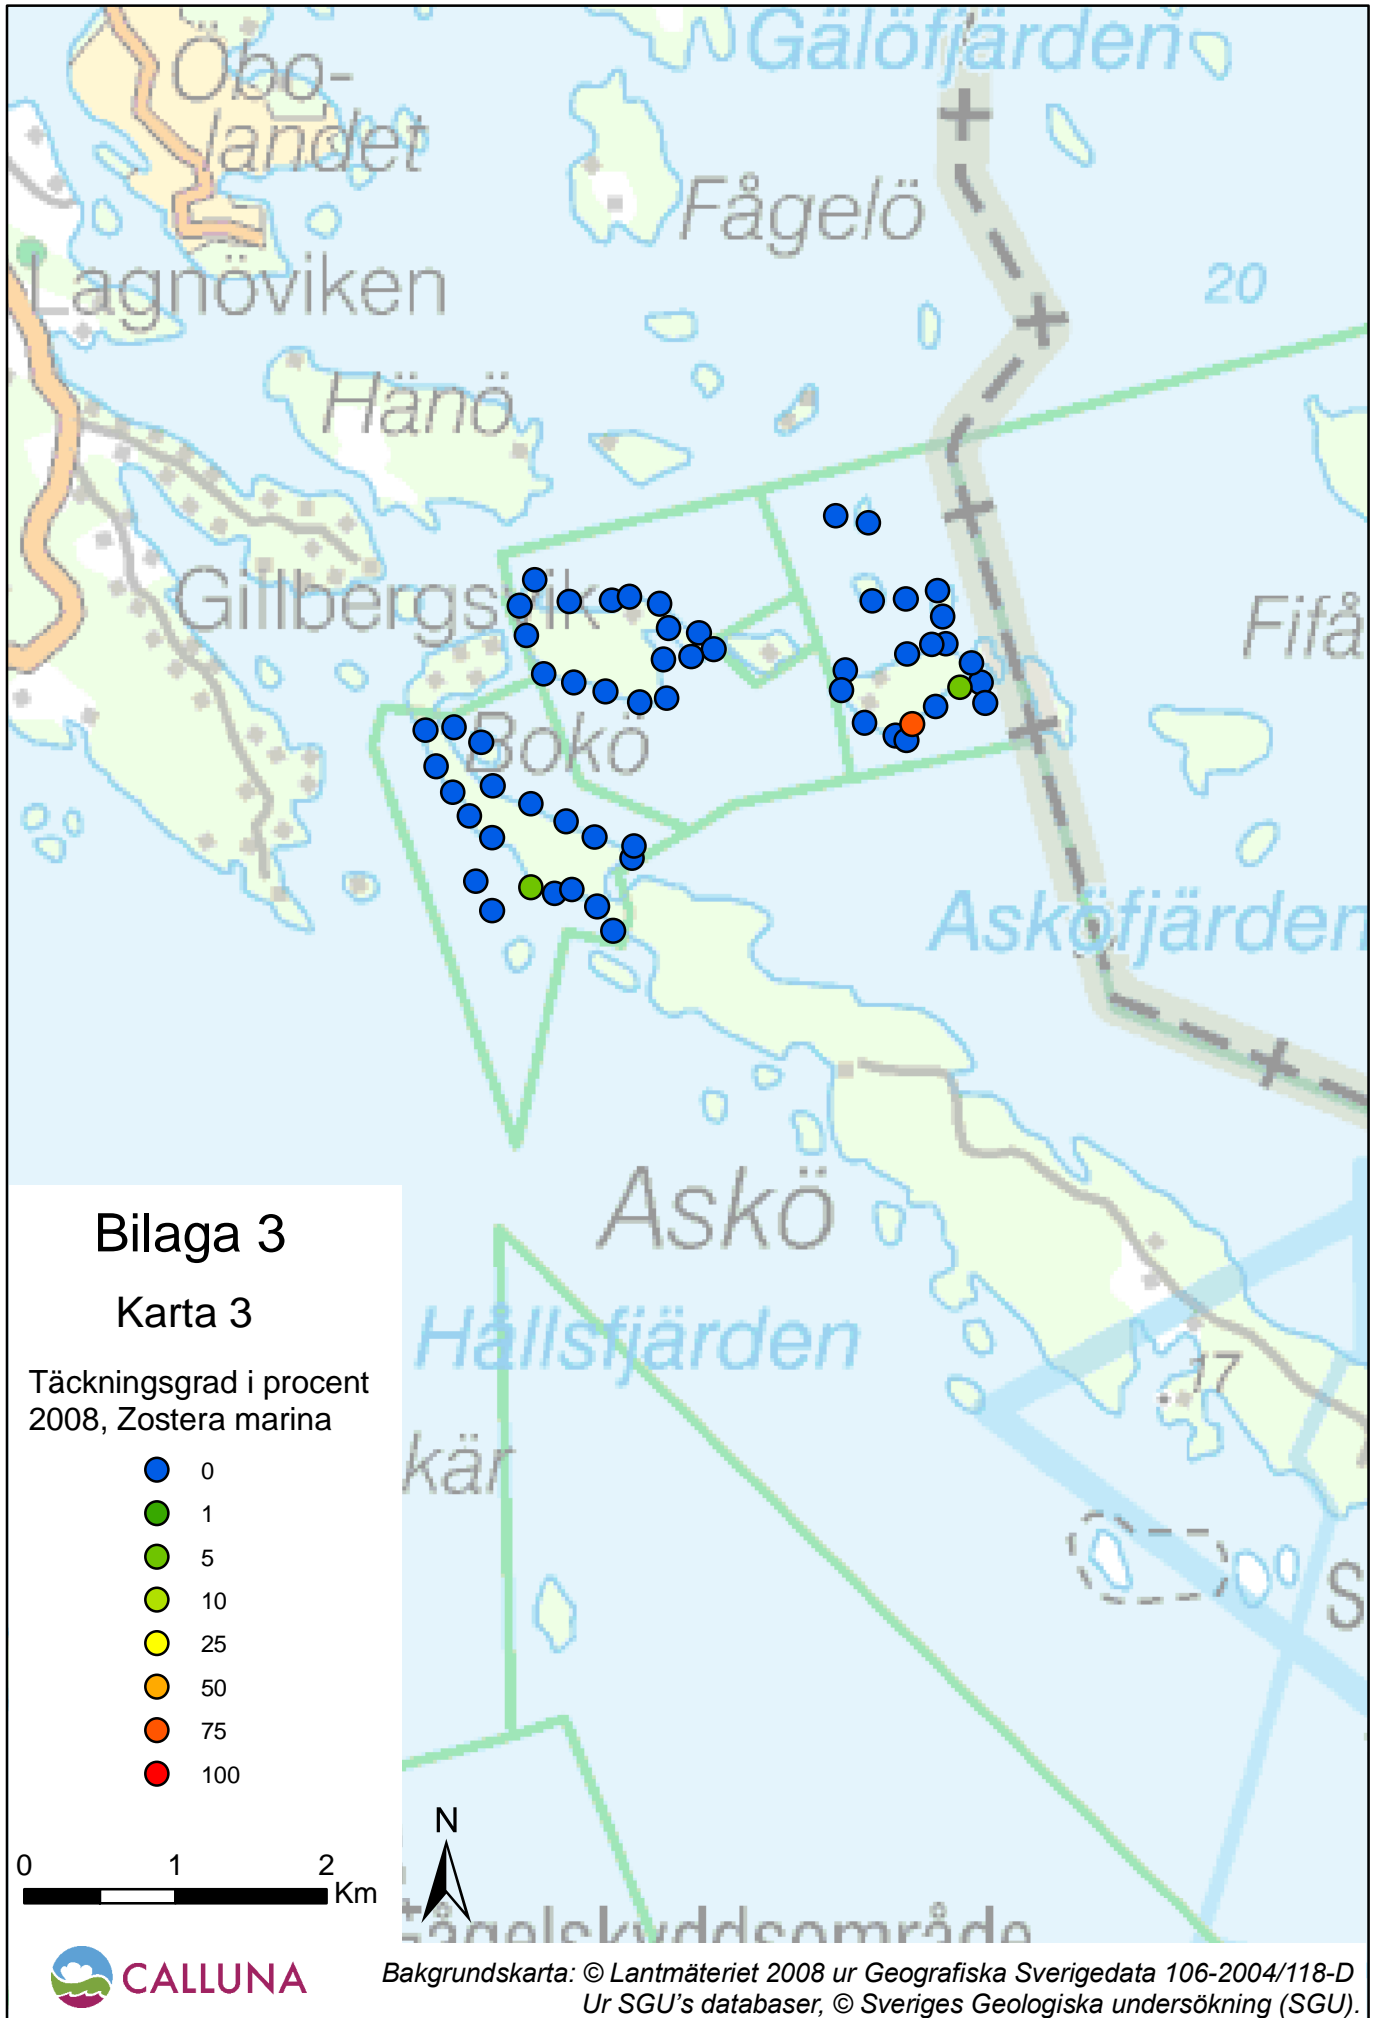 Gälöfjärden
Öbo-
landet
Fågelö
Lagnöviken
20
Hänö
Gillbergsvik
Fifå
Bokö
Asköfjärden
Askö
Hållsfjärden
17
kär
S
Fågelskyddsområde
Bilaga 3
Karta 3
Täckningsgrad i procent
2008, Zostera marina
0
1
5
10
25
50
75
100
N
0 1 2
Km
CALLUNA
Bakgrundskarta: © Lantmäteriet 2008 ur Geografiska Sverigedata 106-2004/118-D
Ur SGU's databaser, © Sveriges Geologiska undersökning (SGU).